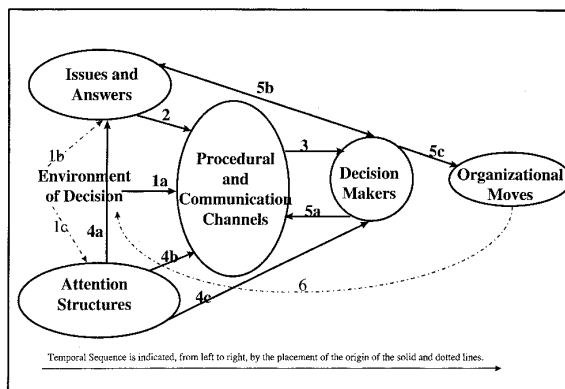 Issues and
Answers
5b
2
1b
Procedural
and
Communication
Channels
3
5c
Environment
of Decision
1a
Decision
Makers
Organizational
Moves
5a
1c
4a
4b
4c
6
Attention
Structures
Temporal Sequence is indicated, from left to right, by the placement of the origin of the solid and dotted lines.